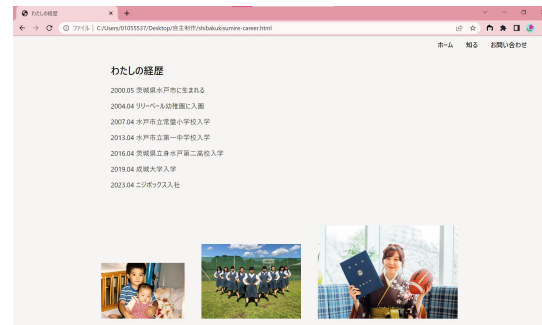 わたしの経歴
ファイル | C:/Users/01055537/Desktop/自主制作/shibakukisumire-career.html
ホーム 知る お問い合わせ
わたしの経歴
2000.05 茨城県水戸市に生まれる
2004.04 リリーベール幼稚園に入園
2007.04 水戸市立常盤小学校入学
2013.04 水戸市立第一中学校入学
2016.04 茨城県立身水戸第二高校入学
2019.04 成城大学入学
2023.04 ニジボックス入社